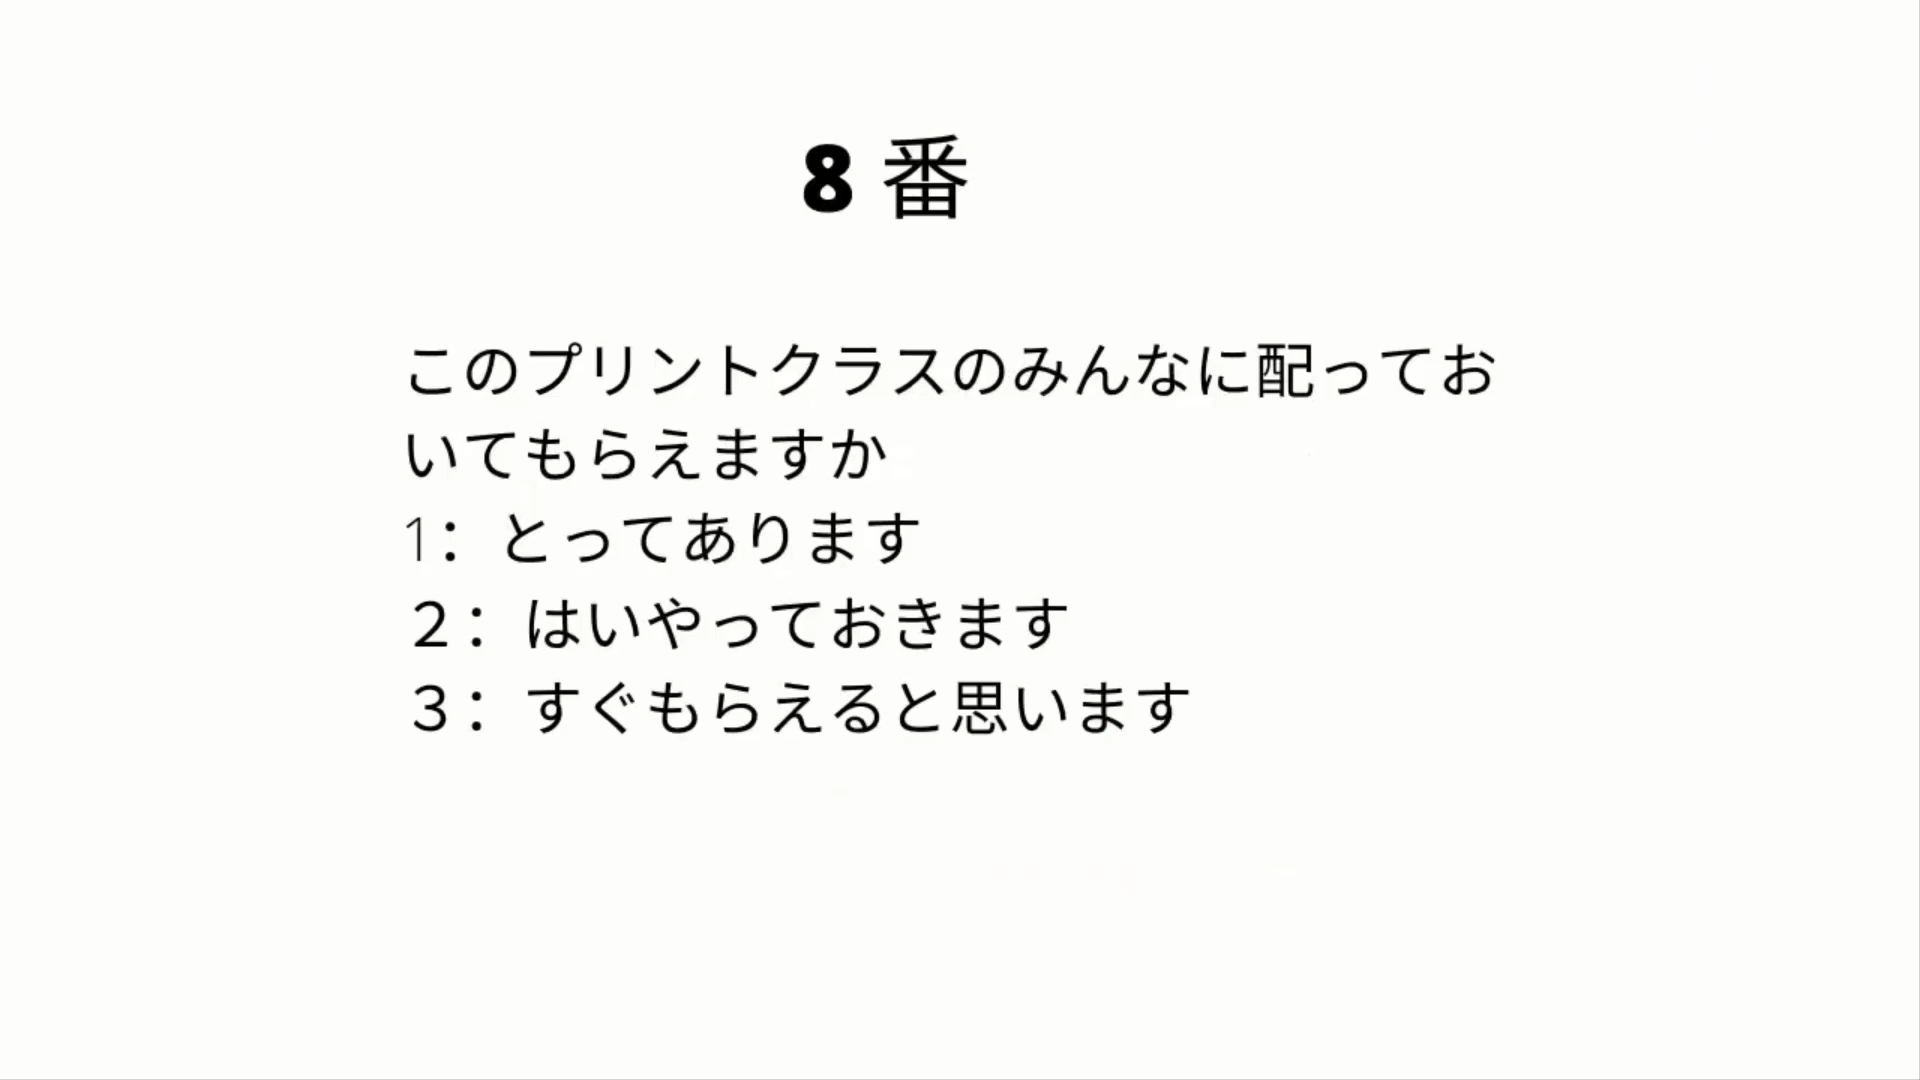 8 番
このプリントクラスのみんなに配ってお
いてもらえますか
1：とってあります
２：はいやっておきます
３：すぐもらえると思います